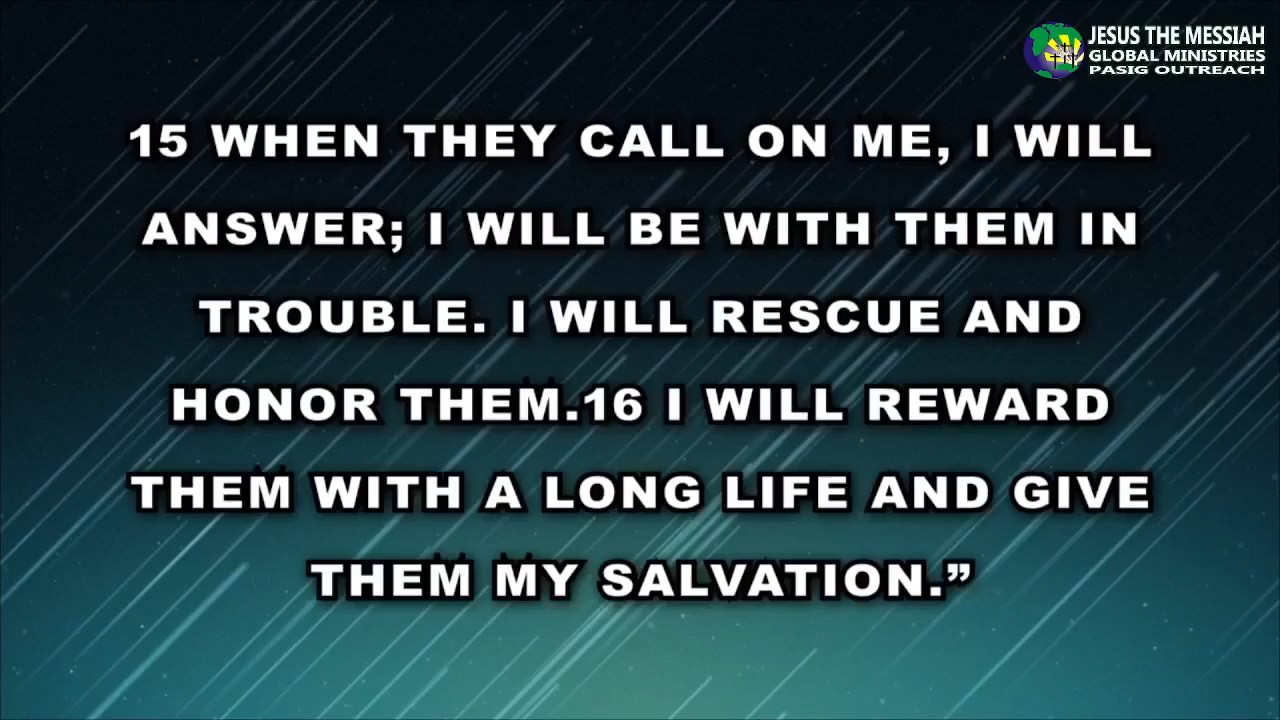 JESUS THE MESSIAH
GLOBAL MINISTRIES
PASIG OUTREACH
15 WHEN THEY CALL ON ME, I WILL
ANSWER; I WILL BE WITH THEM IN
TROUBLE. I WILL RESCUE AND
HONOR THEM.16 I WILL REWARD
THEM WITH A LONG LIFE AND GIVE
THEM MY SALVATION.”